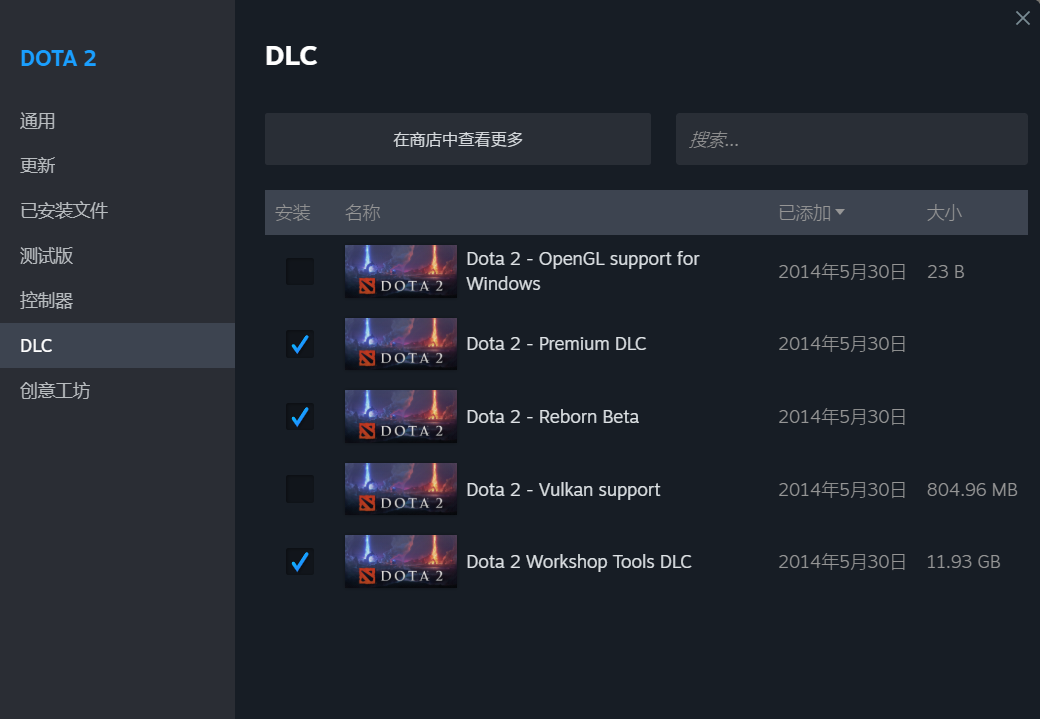 DOTA 2
通用
更新
已安装文件
测试版
控制器
DLC
创意工坊
DLC
在商店中查看更多
搜索...
安装 名称 已添加 大小
DOTA 2
Dota 2 - OpenGL support for
Windows
2014年5月30日 23 B
DOTA 2
Dota 2 - Premium DLC 2014年5月30日
DOTA 2
Dota 2 - Reborn Beta 2014年5月30日
DOTA 2
Dota 2 - Vulkan support 2014年5月30日 804.96 MB
DOTA 2
Dota 2 Workshop Tools DLC 2014年5月30日 11.93 GB